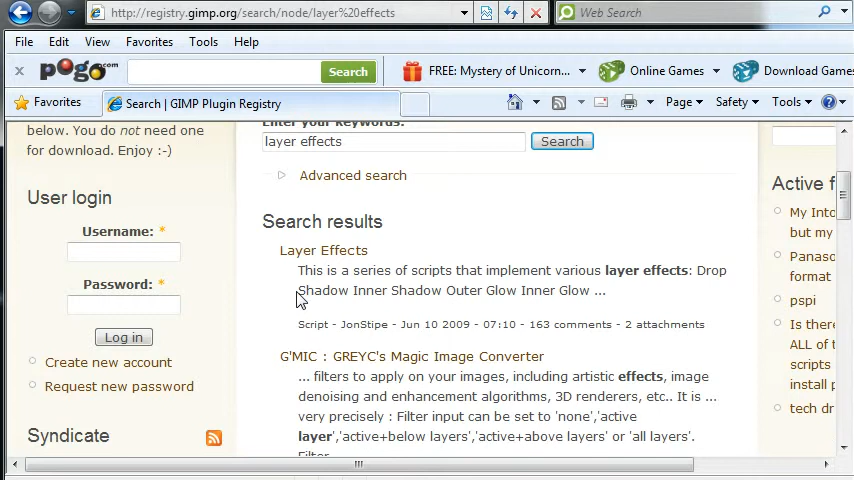 http://registry.gimp.org/search/node/layer%20effects
Web Search
File Edit View Favorites Tools Help
pogo.com Search FREE: Mystery of Unicorn... Online Games Download Games
Favorites Search | GIMP Plugin Registry Page Safety Tools
below. You do not need one
for download. Enjoy :-)
User login
Username: *
Password: *
Log in
Create new account
Request new password
Syndicate
Enter your keywords:
layer effects Search
Advanced search
Search results
Layer Effects
This is a series of scripts that implement various layer effects: Drop
Shadow Inner Shadow Outer Glow Inner Glow ...
Script - JonStipe - Jun 10 2009 - 07:10 - 163 comments - 2 attachments
G'MIC : GREYC's Magic Image Converter
... filters to apply on your images, including artistic effects, image
denoising and enhancement algorithms, 3D renderers, etc.. It is ...
very precisely : Filter input can be set to 'none','active
layer','active+below layers','active+above layers' or 'all layers'.
Filter
Active f
My Into
but my
Panaso
format
pspi
Is there
ALL of t
scripts
install p
tech dr